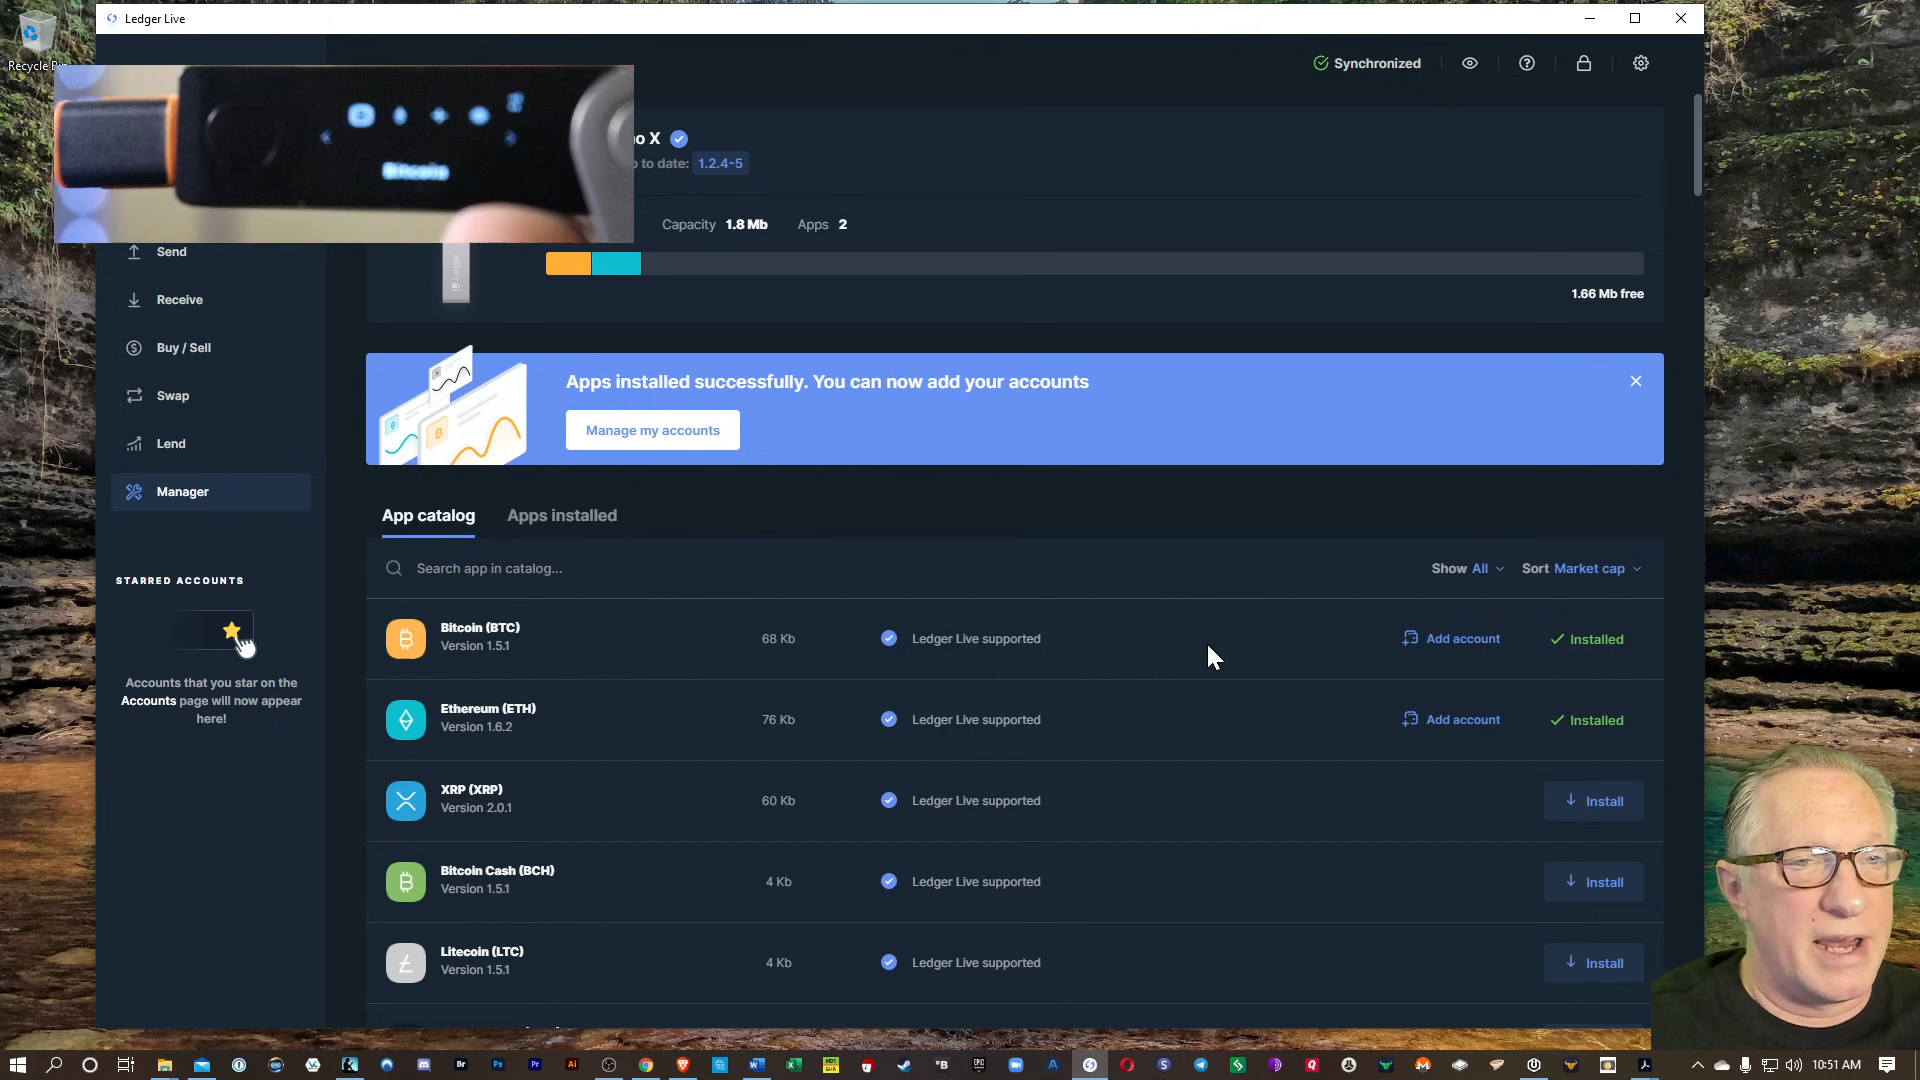 Ledger Live
Recycle Bin
Synchronized
Bitcoin
no X
o to date: 1.2.4-5
Capacity 1.8 Mb Apps 2
1.66 Mb free
Send
Receive
Buy / Sell
Swap
Lend
Manager
STARRED ACCOUNTS
Accounts that you star on the
Accounts page will now appear
here!
Apps installed successfully. You can now add your accounts
Manage my accounts
App catalog Apps installed
Search app in catalog...
Show All Sort Market cap
Bitcoin (BTC)
Version 1.5.1
68 Kb Ledger Live supported Add account Installed
Ethereum (ETH)
Version 1.6.2
76 Kb Ledger Live supported Add account Installed
XRP (XRP)
Version 2.0.1
60 Kb Ledger Live supported Install
Bitcoin Cash (BCH)
Version 1.5.1
4 Kb Ledger Live supported Install
Litecoin (LTC)
Version 1.5.1
4 Kb Ledger Live supported Install
10:51 AM